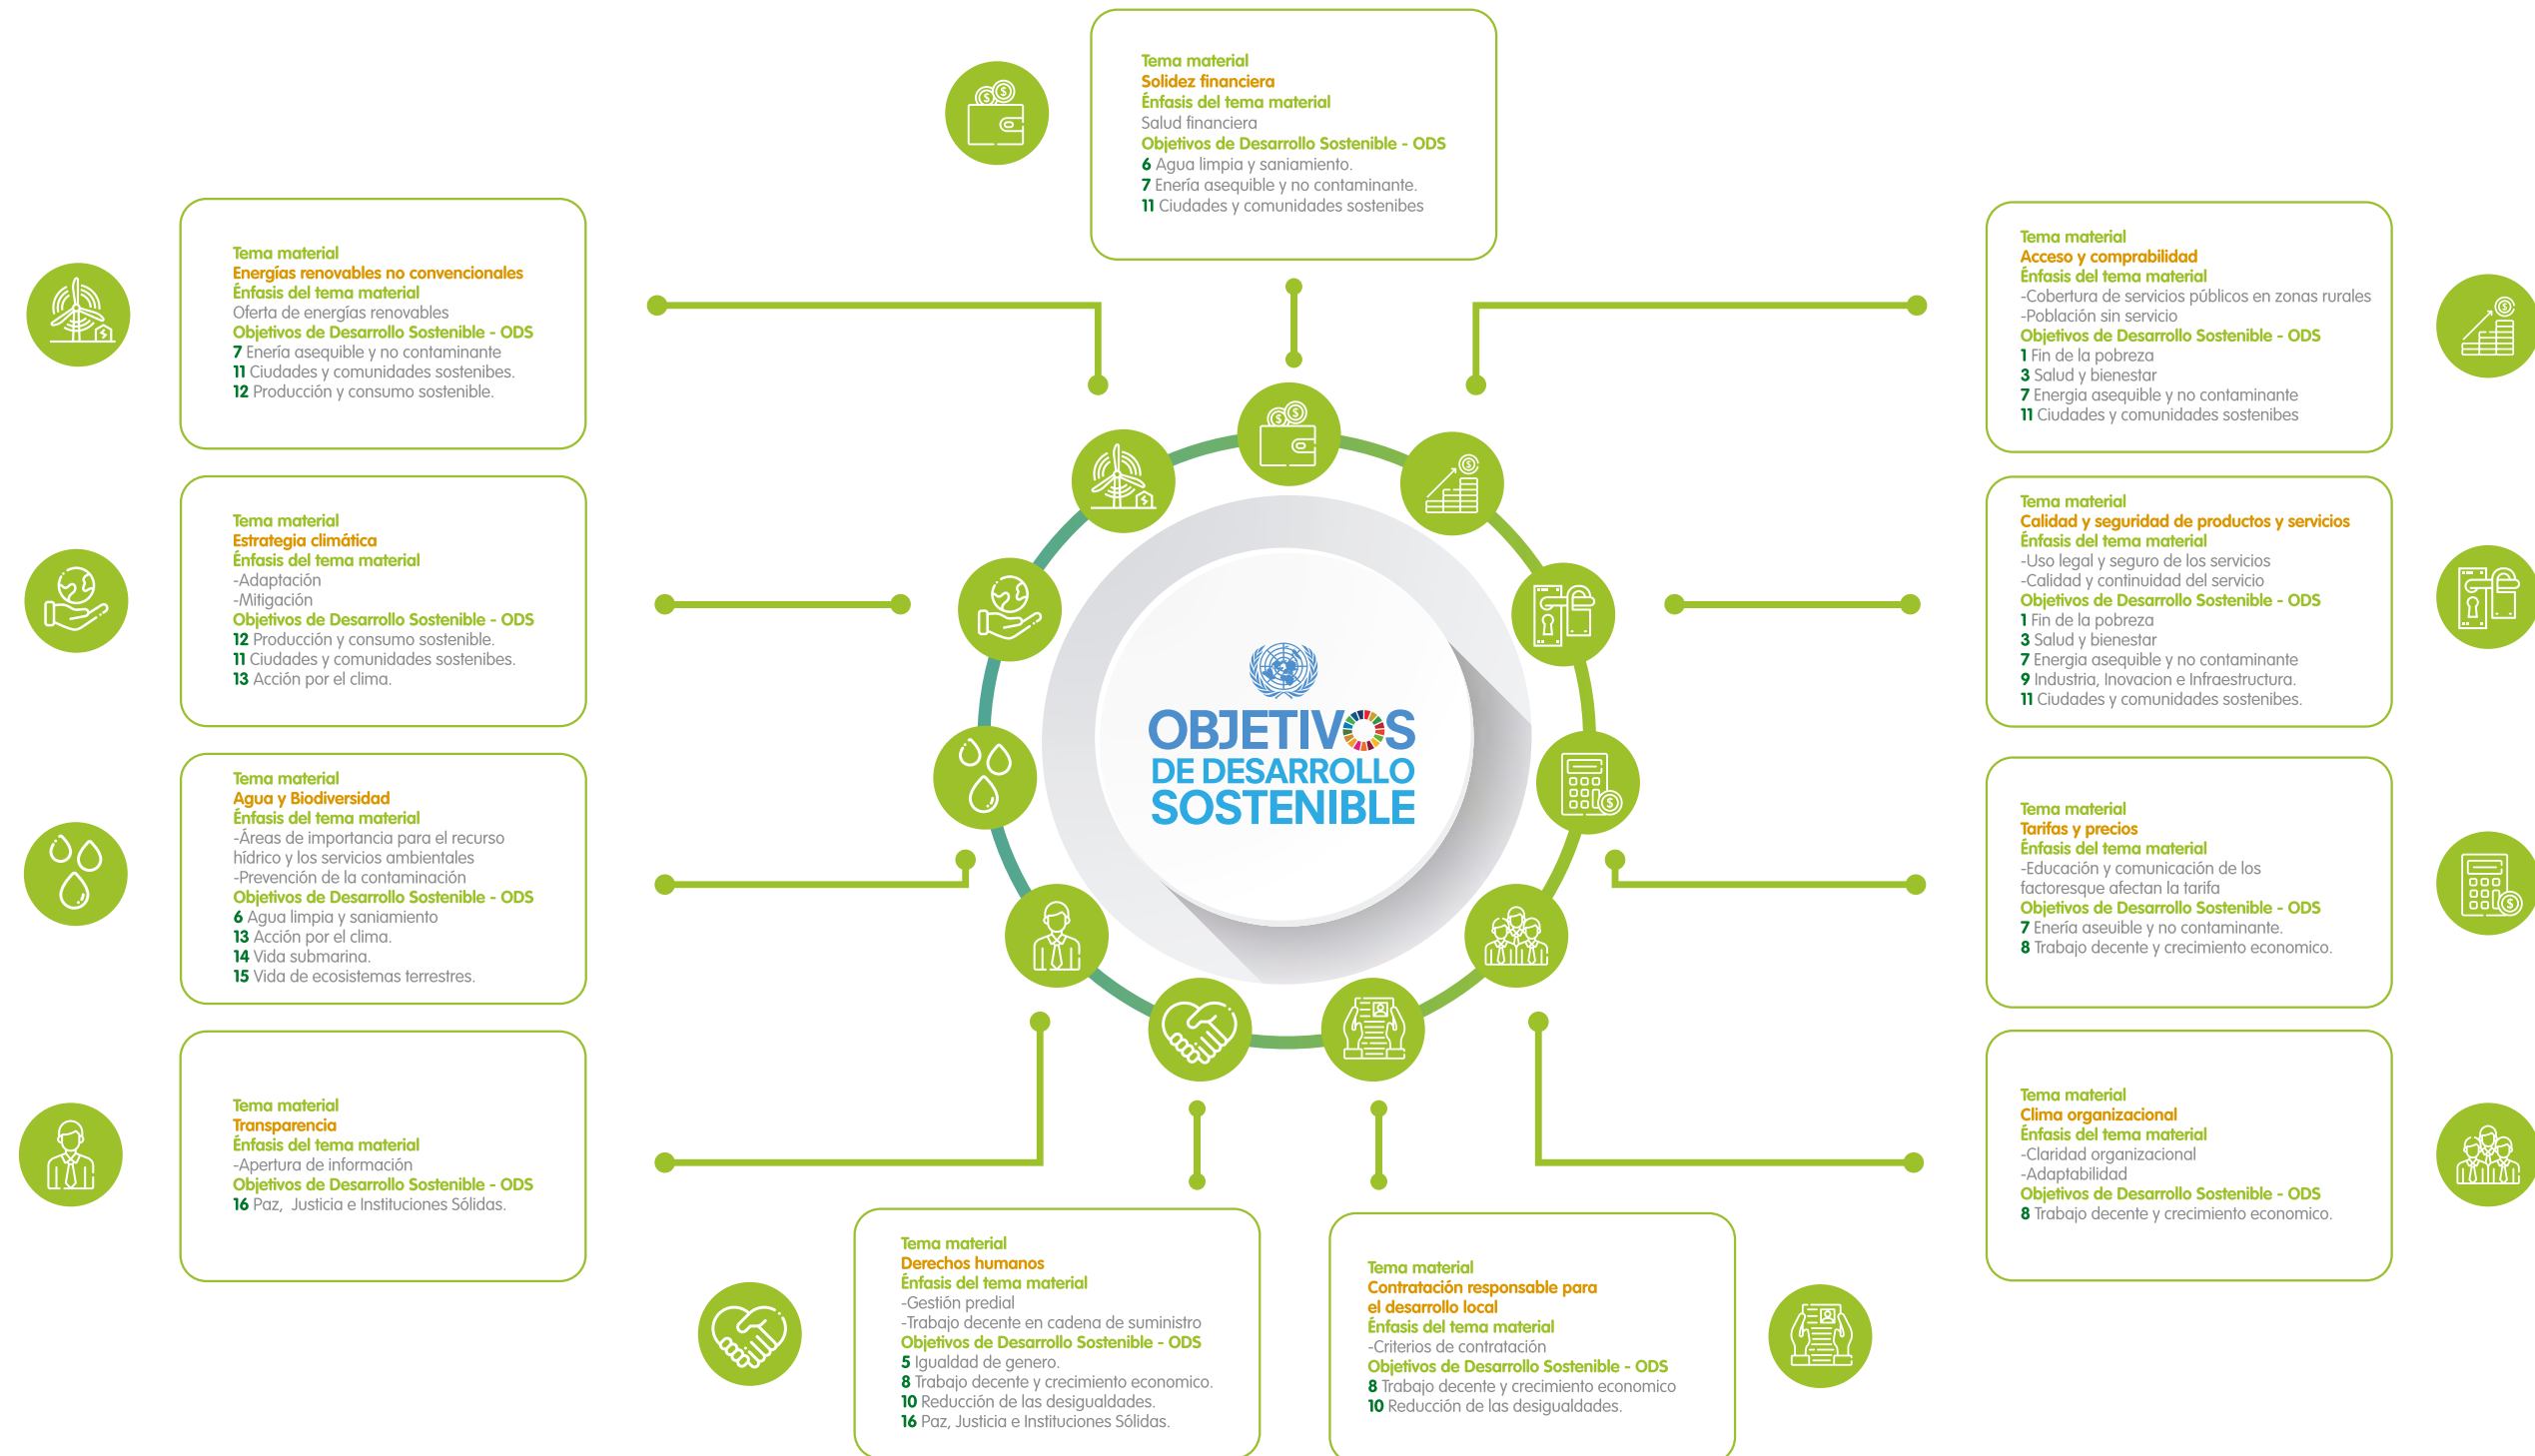 Tema material
Solidez financiera
Énfasis del tema material
Salud financiera
Objetivos de Desarrollo Sostenible - ODS
6 Agua limpia y saniamiento.
7 Enería asequible y no contaminante.
11 Ciudades y comunidades sostenibes
Tema material
Energías renovables no convencionales
Énfasis del tema material
Oferta de energías renovables
Objetivos de Desarrollo Sostenible - ODS
7 Enería asequible y no contaminante
11 Ciudades y comunidades sostenibes.
12 Producción y consumo sostenible.
Tema material
Estrategia climática
Énfasis del tema material
-Adaptación
-Mitigación
Objetivos de Desarrollo Sostenible - ODS
12 Producción y consumo sostenible.
11 Ciudades y comunidades sostenibes.
13 Acción por el clima.
Tema material
Agua y Biodiversidad
Énfasis del tema material
-Áreas de importancia para el recurso
hídrico y los servicios ambientales
-Prevención de la contaminación
Objetivos de Desarrollo Sostenible - ODS
6 Agua limpia y saniamiento
13 Acción por el clima.
14 Vida submarina.
15 Vida de ecosistemas terrestres.
Tema material
Transparencia
Énfasis del tema material
-Apertura de información
Objetivos de Desarrollo Sostenible - ODS
16 Paz, Justicia e Instituciones Sólidas.
OBJETIVOS
DE DESARROLLO
SOSTENIBLE
Tema material
Acceso y comprabilidad
Énfasis del tema material
-Cobertura de servicios públicos en zonas rurales
-Población sin servicio
Objetivos de Desarrollo Sostenible - ODS
1 Fin de la pobreza
3 Salud y bienestar
7 Energia asequible y no contaminante
11 Ciudades y comunidades sostenibes
Tema material
Calidad y seguridad de productos y servicios
Énfasis del tema material
-Uso legal y seguro de los servicios
-Calidad y continuidad del servicio
Objetivos de Desarrollo Sostenible - ODS
1 Fin de la pobreza
3 Salud y bienestar
7 Energia asequible y no contaminante
9 Industria, Inovacion e Infraestructura.
11 Ciudades y comunidades sostenibes.
Tema material
Tarifas y precios
Énfasis del tema material
-Educación y comunicación de los
factoresque afectan la tarifa
Objetivos de Desarrollo Sostenible - ODS
7 Enería aseuible y no contaminante.
8 Trabajo decente y crecimiento economico.
Tema material
Clima organizacional
Énfasis del tema material
-Claridad organizacional
-Adaptabilidad
Objetivos de Desarrollo Sostenible - ODS
8 Trabajo decente y crecimiento economico.
Tema material
Derechos humanos
Énfasis del tema material
-Gestión predial
-Trabajo decente en cadena de suministro
Objetivos de Desarrollo Sostenible - ODS
5 Igualdad de genero.
8 Trabajo decente y crecimiento economico.
10 Reducción de las desigualdades.
16 Paz, Justicia e Instituciones Sólidas.
Tema material
Contratación responsable para
el desarrollo local
Énfasis del tema material
-Criterios de contratación
Objetivos de Desarrollo Sostenible - ODS
8 Trabajo decente y crecimiento economico
10 Reducción de las desigualdades.